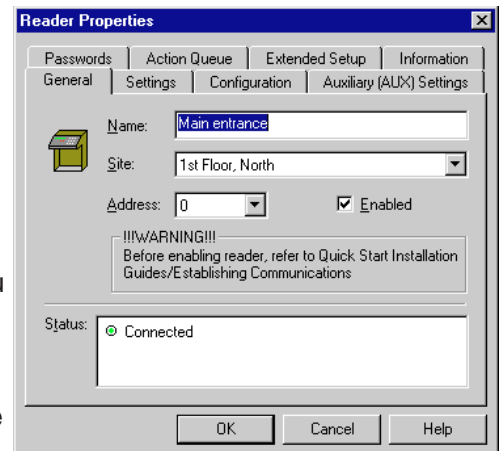 Reader Properties
Passwords Action Queue Extended Setup Information
General Settings Configuration Auxiliary (AUX) Settings
Name: Main entrance
Site: 1st Floor, North
Address: 0 Enabled
!!!WARNING!!!
Before enabling reader, refer to Quick Start Installation
Guides/Establishing Communications
Status: Connected
OK Cancel Help